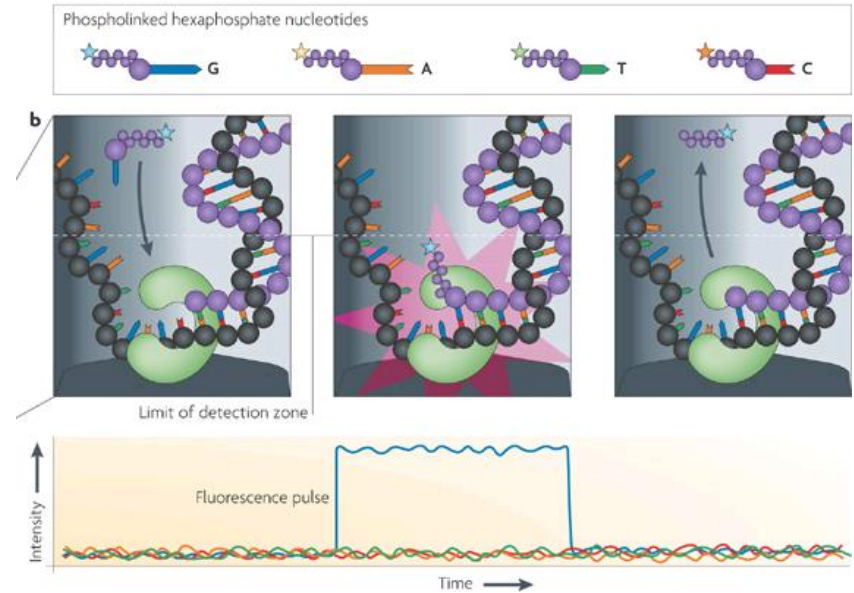 Phospholinked hexaphosphate nucleotides
G
A
T
C
b
Limit of detection zone
Fluorescence pulse
Intensity
Time